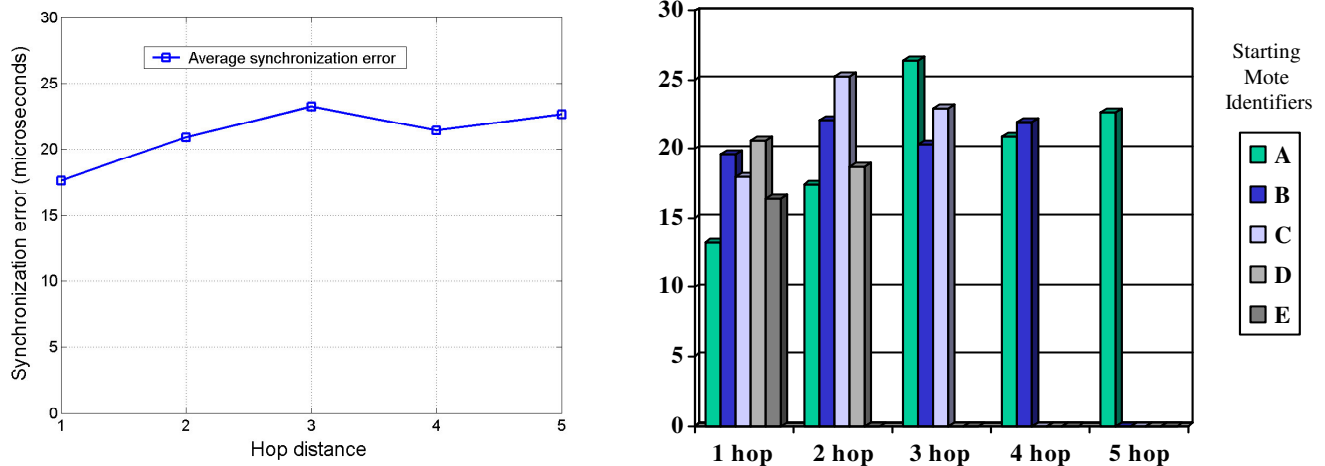 30
25
20
15
10
5
0
Synchronization error (microseconds)
Average synchronization error
1 2 3 4 5
Hop distance
30
25
20
15
10
5
0
1 hop 2 hop 3 hop 4 hop 5 hop
Starting
Mote
Identifiers
A
B
C
D
E